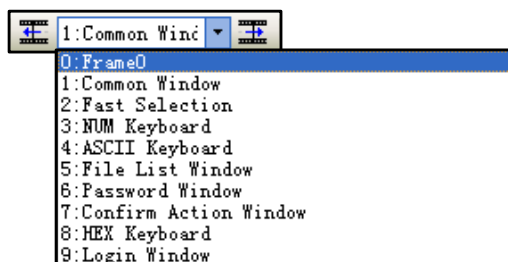 1:Common Wind
0:Frame0
1:Common Window
2:Fast Selection
3:NUM Keyboard
4:ASCII Keyboard
5:File List Window
6:Password Window
7:Confirm Action Window
8:HEX Keyboard
9:Login Window